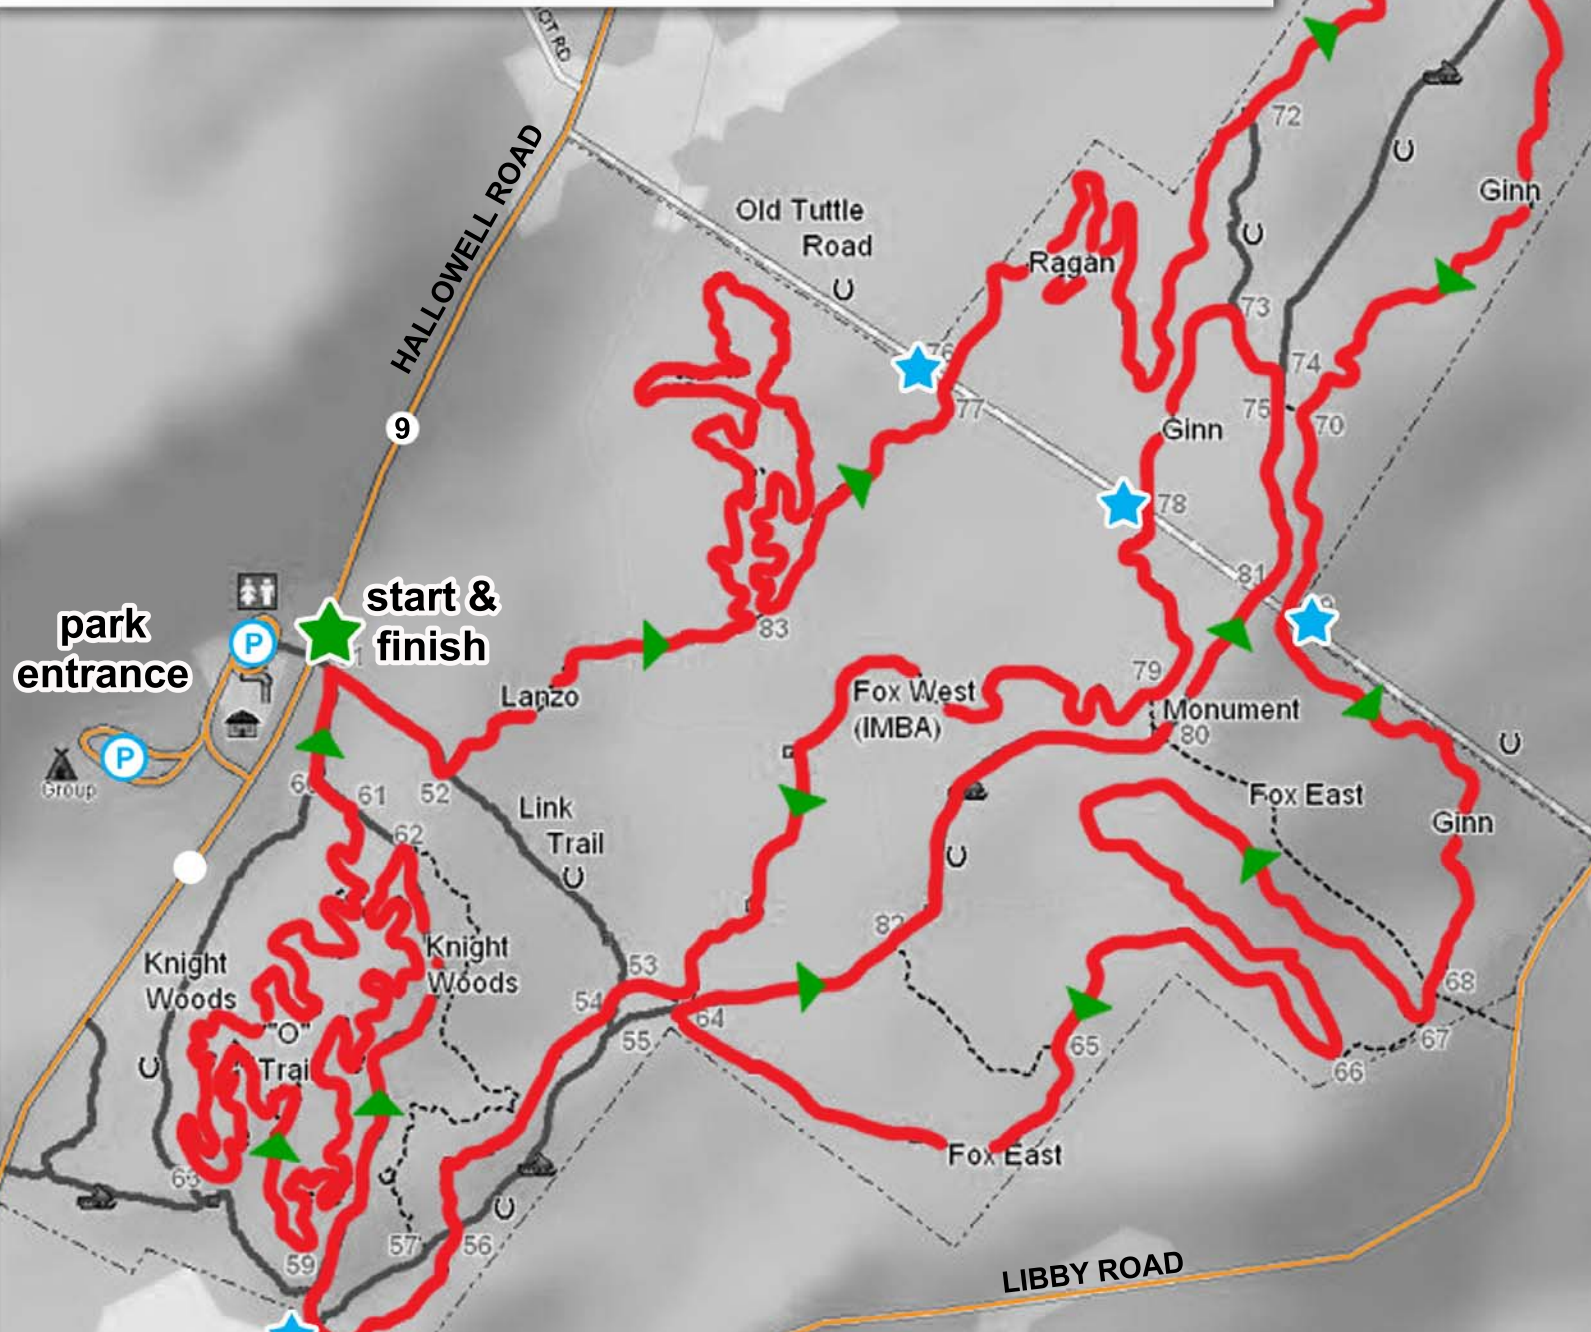 HALLOWELL ROAD
72
Ginn
Old Tuttle
Road
Ragan
73
76
74
77
75
70
9
Ginn
78
81
start &
finish
park
entrance
P
83
79
Lanzo
Fox West
(IMBA)
Monument
80
P
Group
61
52
Link
Trail
Fox East
Ginn
62
82
Knight
Woods
Knight
Woods
53
54
68
"O"
Trail
64
55
65
67
66
63
Fox East
57
56
59
LIBBY ROAD